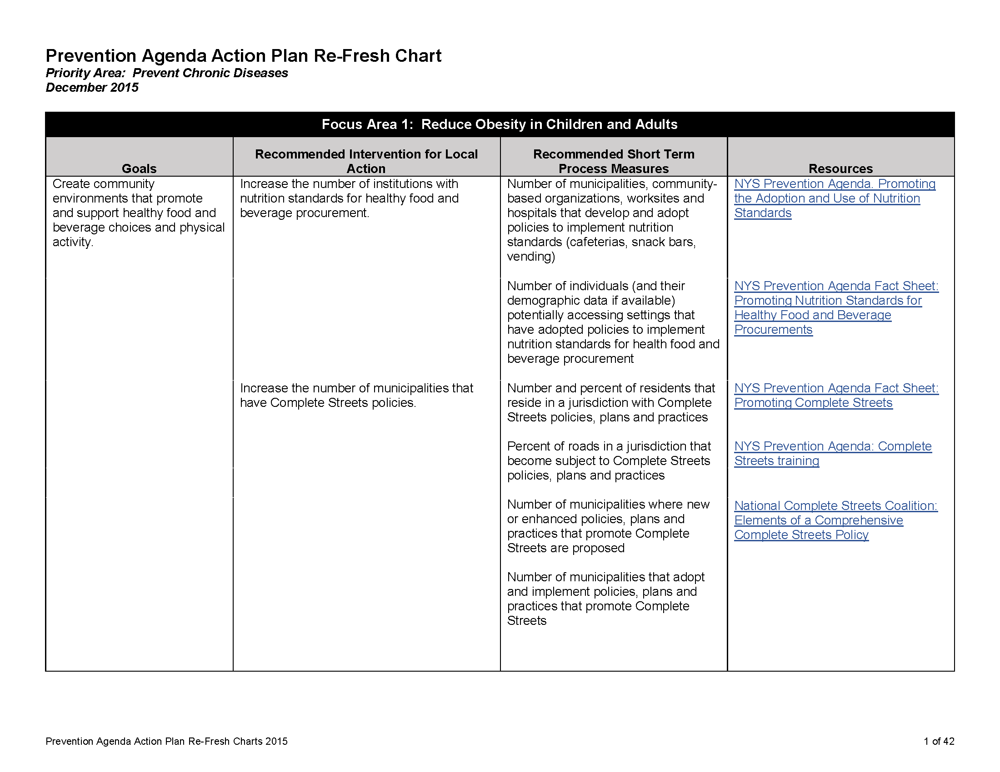 Prevention Agenda Action Plan Re-Fresh Chart
Priority Area:  Prevent Chronic Diseases
December 2015
Focus Area 1:  Reduce Obesity in Children and Adults
Goals
Recommended Intervention for Local
Action
Recommended Short Term
Process Measures
Resources
Create community
environments that promote
and support healthy food and
beverage choices and physical
activity.
Increase the number of institutions with
nutrition standards for healthy food and
beverage procurement.
Number of municipalities, community-
based organizations, worksites and
hospitals that develop and adopt
policies to implement nutrition
standards (cafeterias, snack bars,
vending)
NYS Prevention Agenda. Promoting
the Adoption and Use of Nutrition
Standards
Number of individuals (and their
demographic data if available)
potentially accessing settings that
have adopted policies to implement
nutrition standards for health food and
beverage procurement
NYS Prevention Agenda Fact Sheet:
Promoting Nutrition Standards for
Healthy Food and Beverage
Procurements
Increase the number of municipalities that
have Complete Streets policies.
Number and percent of residents that
reside in a jurisdiction with Complete
Streets policies, plans and practices
NYS Prevention Agenda Fact Sheet:
Promoting Complete Streets
Percent of roads in a jurisdiction that
become subject to Complete Streets
policies, plans and practices
NYS Prevention Agenda: Complete
Streets training
Number of municipalities where new
or enhanced policies, plans and
practices that promote Complete
Streets are proposed
National Complete Streets Coalition:
Elements of a Comprehensive
Complete Streets Policy
Number of municipalities that adopt
and implement policies, plans and
practices that promote Complete
Streets
Prevention Agenda Action Plan Re-Fresh Charts 2015
1 of 42